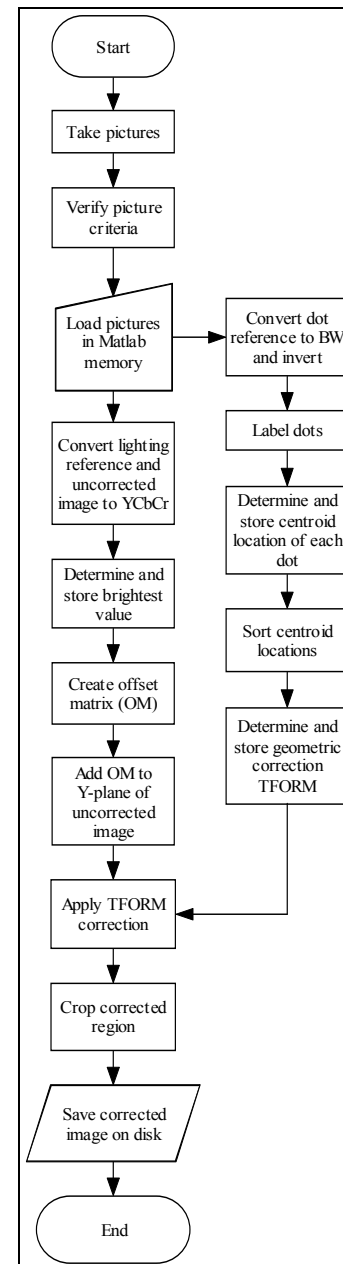 Start
Take pictures
Verify picture
criteria
Load pictures
in Matlab
memory
Convert lighting
reference and
uncorrected
image to YCbCr
Determine and
store brightest
value
Create offset
matrix (OM)
Add OM to
Y-plane of
uncorrected
image
Convert dot
reference to BW
and invert
Label dots
Determine and
store centroid
location of each
dot
Sort centroid
locations
Determine and
store geometric
correction
TFORM
Apply TFORM
correction
Crop corrected
region
Save corrected
image on disk
End